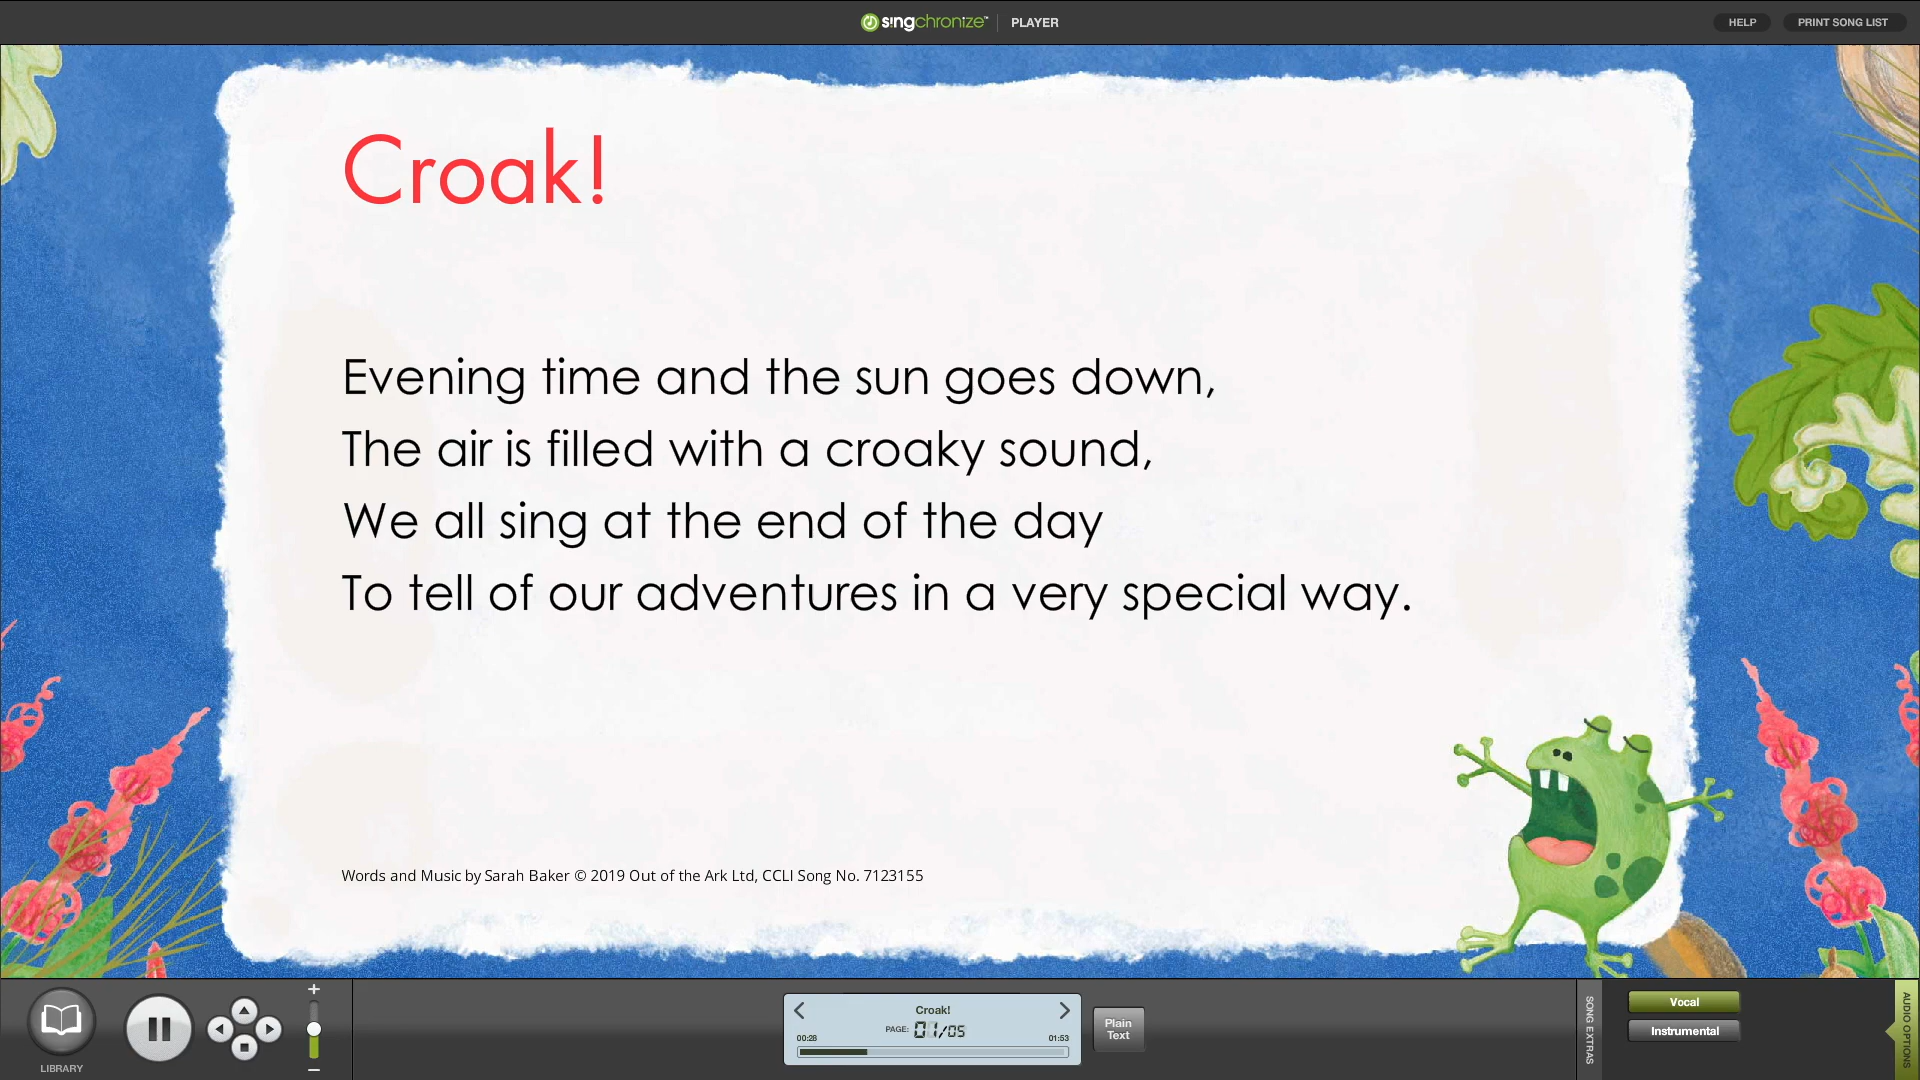 singchronize™ PLAYER
HELP
PRINT SONG LIST
Croak!
Evening time and the sun goes down,
The air is filled with a croaky sound,
We all sing at the end of the day
To tell of our adventures in a very special way.
Words and Music by Sarah Baker © 2019 Out of the Ark Ltd, CCLI Song No. 7123155
LIBRARY
+
−
Croak!
PAGE: 01/05
00:28
01:53
Plain
Text
SONG EXTRAS
Vocal
Instrumental
AUDIO OPTIONS